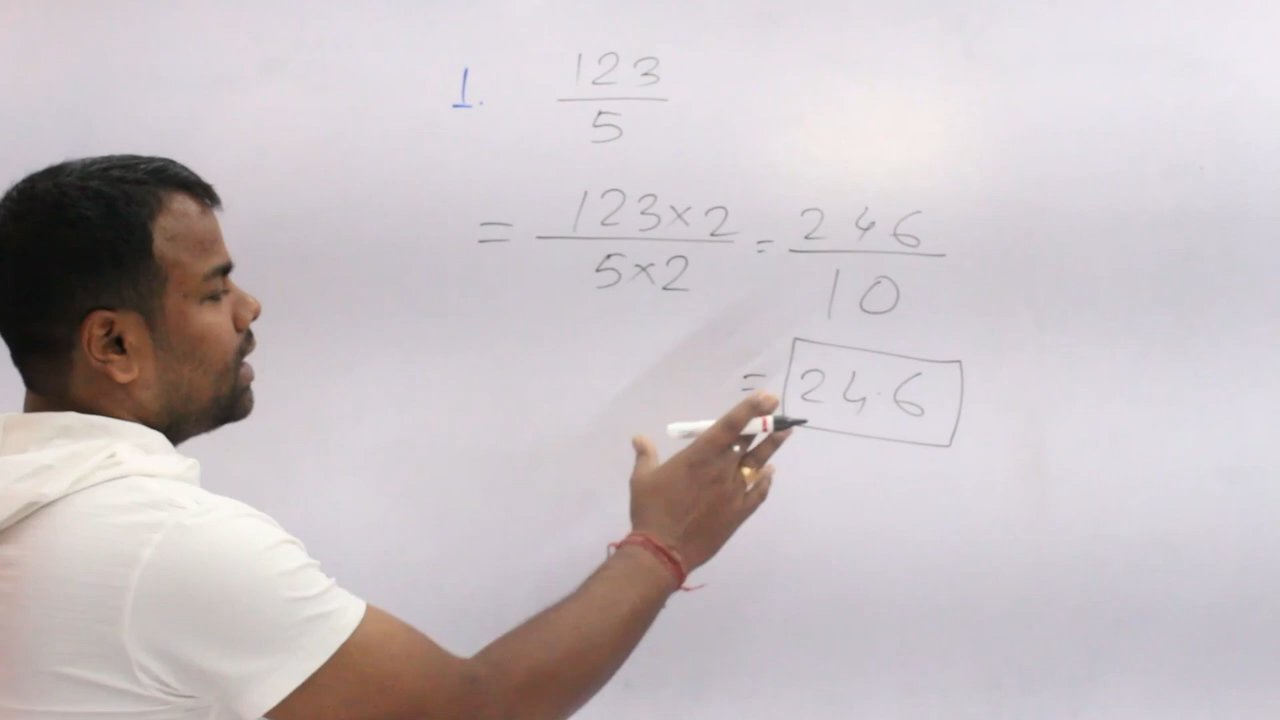 1. 123/5
= 123×2/5×2 = 246/10
= 24.6